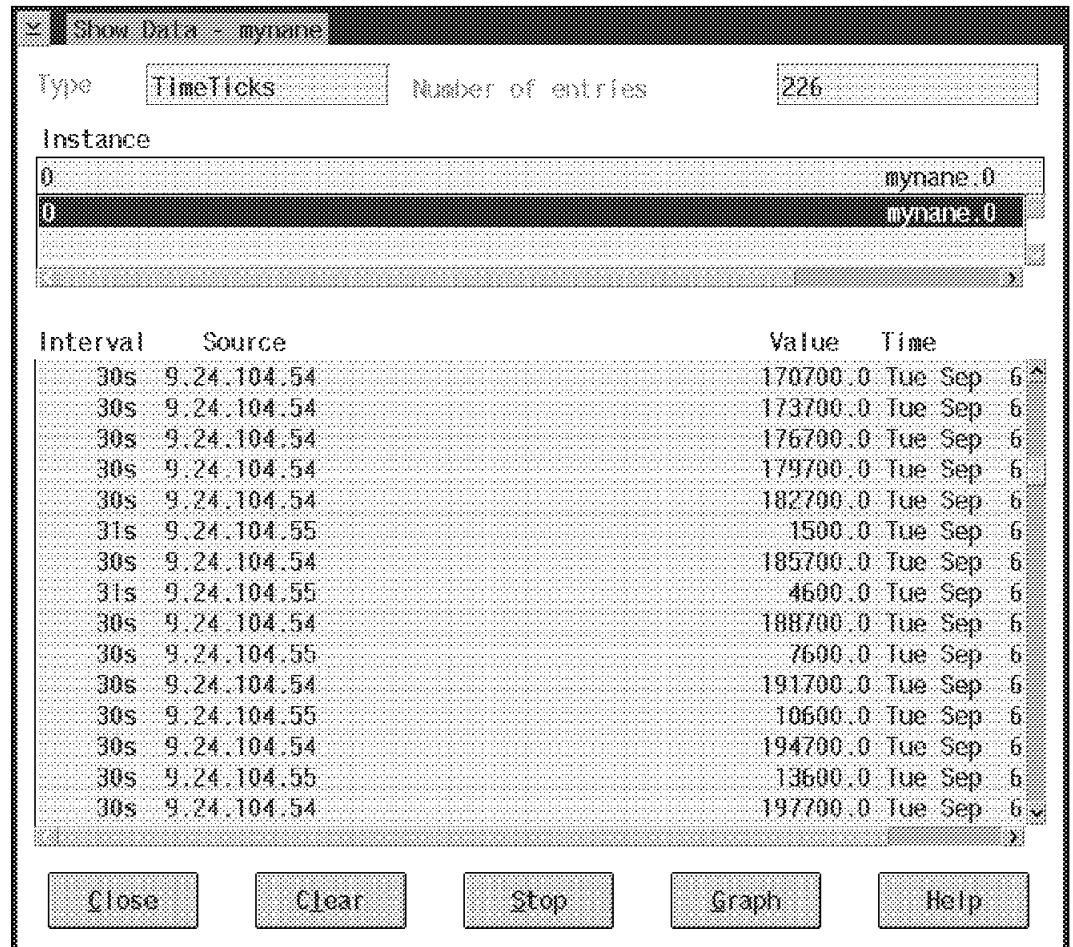 Show Data - myname
Type TimeTicks Number of entries 226
Instance
0 myname.0
0 myname.0
Interval Source Value Time
30s 9.24.104.54 170700.0 Tue Sep 6
30s 9.24.104.54 173700.0 Tue Sep 6
30s 9.24.104.54 176700.0 Tue Sep 6
30s 9.24.104.54 179700.0 Tue Sep 6
30s 9.24.104.54 182700.0 Tue Sep 6
31s 9.24.104.55 1500.0 Tue Sep 6
30s 9.24.104.54 185700.0 Tue Sep 6
31s 9.24.104.55 4600.0 Tue Sep 6
30s 9.24.104.54 188700.0 Tue Sep 6
30s 9.24.104.55 7600.0 Tue Sep 6
30s 9.24.104.54 191700.0 Tue Sep 6
30s 9.24.104.55 10600.0 Tue Sep 6
30s 9.24.104.54 194700.0 Tue Sep 6
30s 9.24.104.55 13600.0 Tue Sep 6
30s 9.24.104.54 197700.0 Tue Sep 6
Close Clear Stop Graph Help